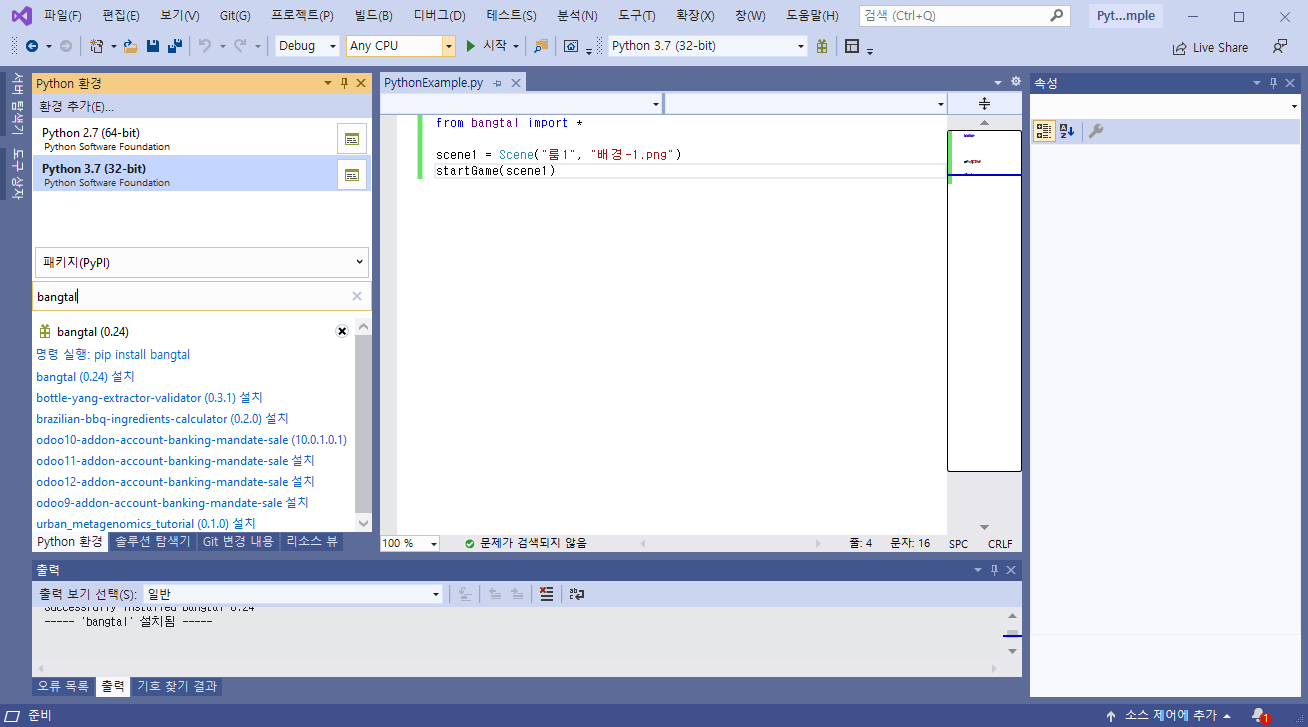 파일(F) 편집(E) 보기(V) Git(G) 프로젝트(P) 빌드(B) 디버그(D) 테스트(S) 분석(N) 도구(T) 확장(X) 창(W) 도움말(H) 검색 (Ctrl+Q) Pyt...mple
Debug Any CPU 시작 Python 3.7 (32-bit) Live Share
서버 탐색기
도구 상자
Python 환경
환경 추가(E)...
Python 2.7 (64-bit)
Python Software Foundation
Python 3.7 (32-bit)
Python Software Foundation
패키지(PyPI)
bangtal
bangtal (0.24)
명령 실행: pip install bangtal
bangtal (0.24) 설치
bottle-yang-extractor-validator (0.3.1) 설치
brazilian-bbq-ingredients-calculator (0.2.0) 설치
odoo10-addon-account-banking-mandate-sale (10.0.1.0.1)
odoo11-addon-account-banking-mandate-sale 설치
odoo12-addon-account-banking-mandate-sale 설치
odoo9-addon-account-banking-mandate-sale 설치
urban_metagenomics_tutorial (0.1.0) 설치
Python 환경 솔루션 탐색기 Git 변경 내용 리소스 뷰
PythonExample.py
from bangtal import *
scene1 = Scene("룸1", "배경-1.png")
startGame(scene1)
100 % 문제가 검색되지 않음 줄: 4 문자: 16 SPC CRLF
속성
출력
출력 보기 선택(S): 일반
Successfully installed bangtal-0.24
----- 'bangtal' 설치됨 -----
오류 목록 출력 기호 찾기 결과
준비 소스 제어에 추가 1